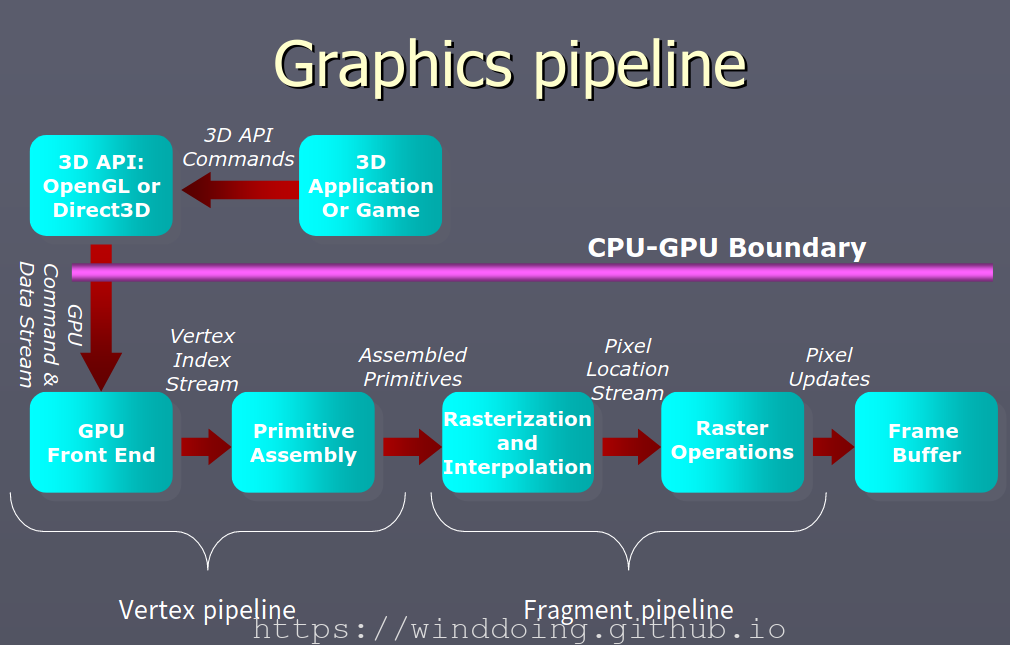 Graphics pipeline
3D API:
OpenGL or
Direct3D
3D API
Commands
3D
Application
Or Game
CPU-GPU Boundary
GPU
Command &
Data Stream
Vertex
Index
Stream
Assembled
Primitives
Pixel
Location
Stream
Pixel
Updates
GPU
Front End
Primitive
Assembly
Rasterization
and
Interpolation
Raster
Operations
Frame
Buffer
Vertex pipeline
Fragment pipeline
https://winddoing.github.io